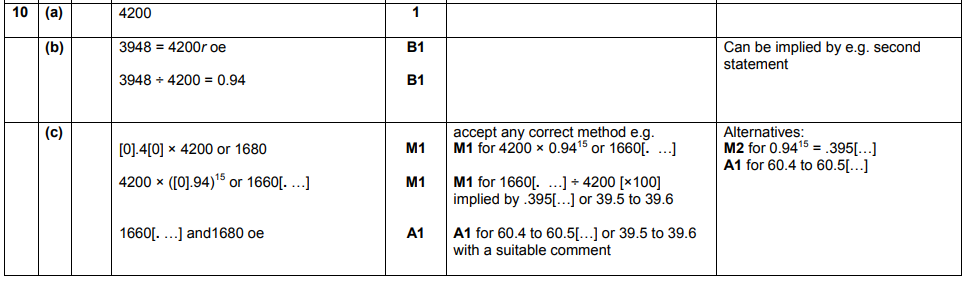 10 (a) 4200 1
(b) 3948 = 4200r oe B1 Can be implied by e.g. second
statement
3948 ÷ 4200 = 0.94 B1
(c) accept any correct method e.g. Alternatives:
[0].4[0] × 4200 or 1680 M1 M1 for 4200 × 0.94¹⁵ or 1660[. …] M2 for 0.94¹⁵ = .395[…]
A1 for 60.4 to 60.5[…]
4200 × ([0].94)¹⁵ or 1660[. …] M1 M1 for 1660[. …] ÷ 4200 [×100]
implied by .395[…] or 39.5 to 39.6
1660[. …] and1680 oe A1 A1 for 60.4 to 60.5[…] or 39.5 to 39.6
with a suitable comment